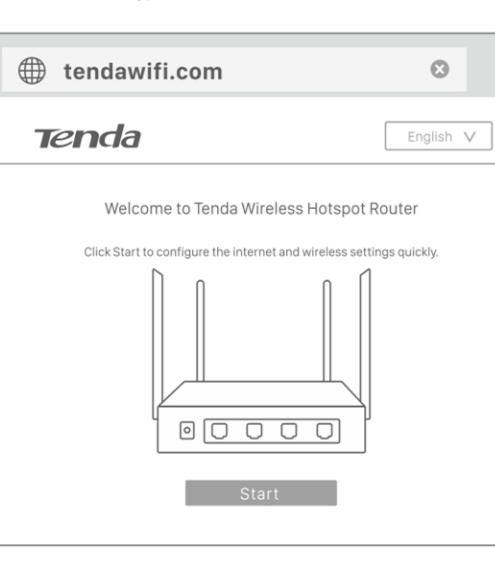 tendawifi.com
Tenda
English
Welcome to Tenda Wireless Hotspot Router
Click Start to configure the internet and wireless settings quickly.
Start